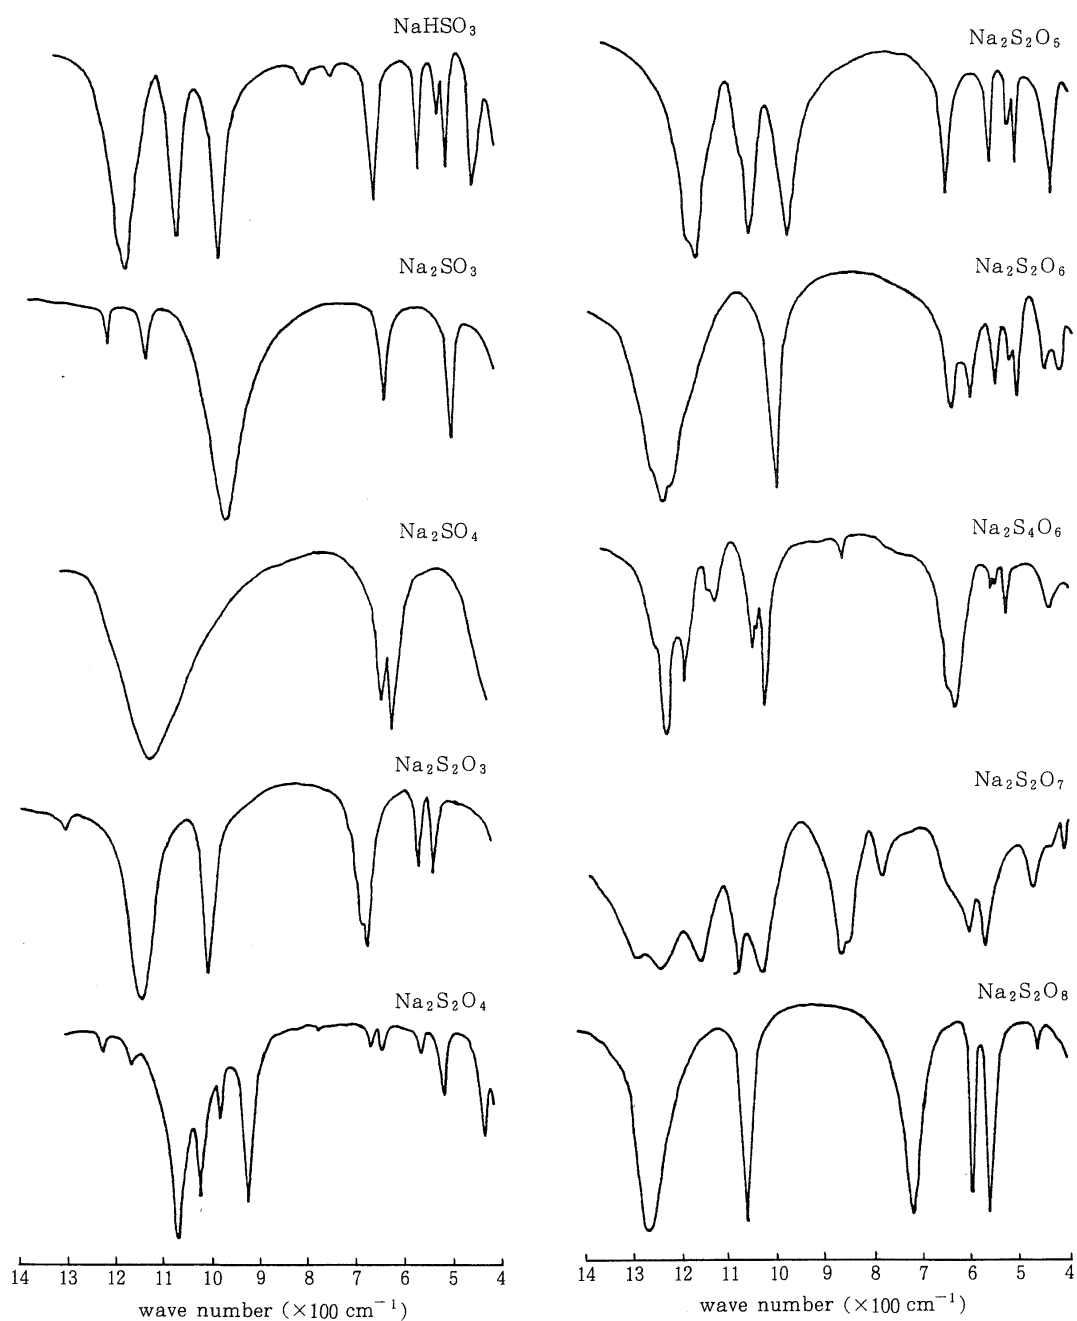 NaHSO₃
Na₂SO₃
Na₂SO₄
Na₂S₂O₃
Na₂S₂O₄
14 13 12 11 10 9 8 7 6 5 4
wave number (×100 cm⁻¹)
Na₂S₂O₅
Na₂S₂O₆
Na₂S₄O₆
Na₂S₂O₇
Na₂S₂O₈
14 13 12 11 10 9 8 7 6 5 4
wave number (×100 cm⁻¹)